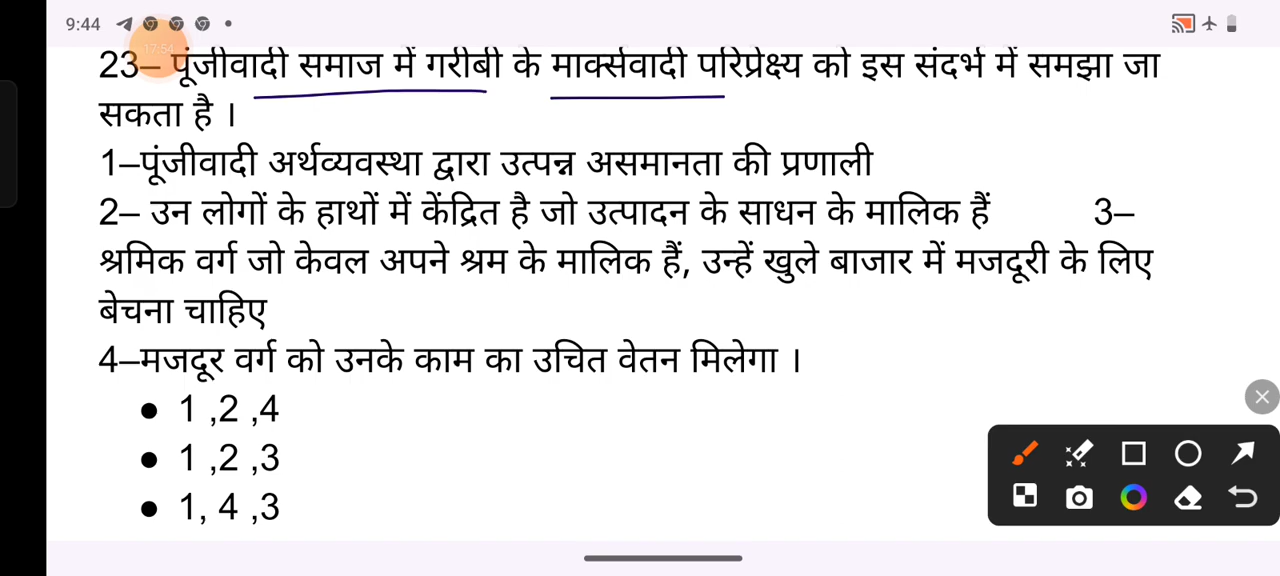 9:44
17:54
23– पूंजीवादी समाज में गरीबी के मार्क्सवादी परिप्रेक्ष्य को इस संदर्भ में समझा जा
सकता है ।
1–पूंजीवादी अर्थव्यवस्था द्वारा उत्पन्न असमानता की प्रणाली
2– उन लोगों के हाथों में केंद्रित है जो उत्पादन के साधन के मालिक हैं 3–
श्रमिक वर्ग जो केवल अपने श्रम के मालिक हैं, उन्हें खुले बाजार में मजदूरी के लिए
बेचना चाहिए
4–मजदूर वर्ग को उनके काम का उचित वेतन मिलेगा ।
● 1 ,2 ,4
● 1 ,2 ,3
● 1, 4 ,3